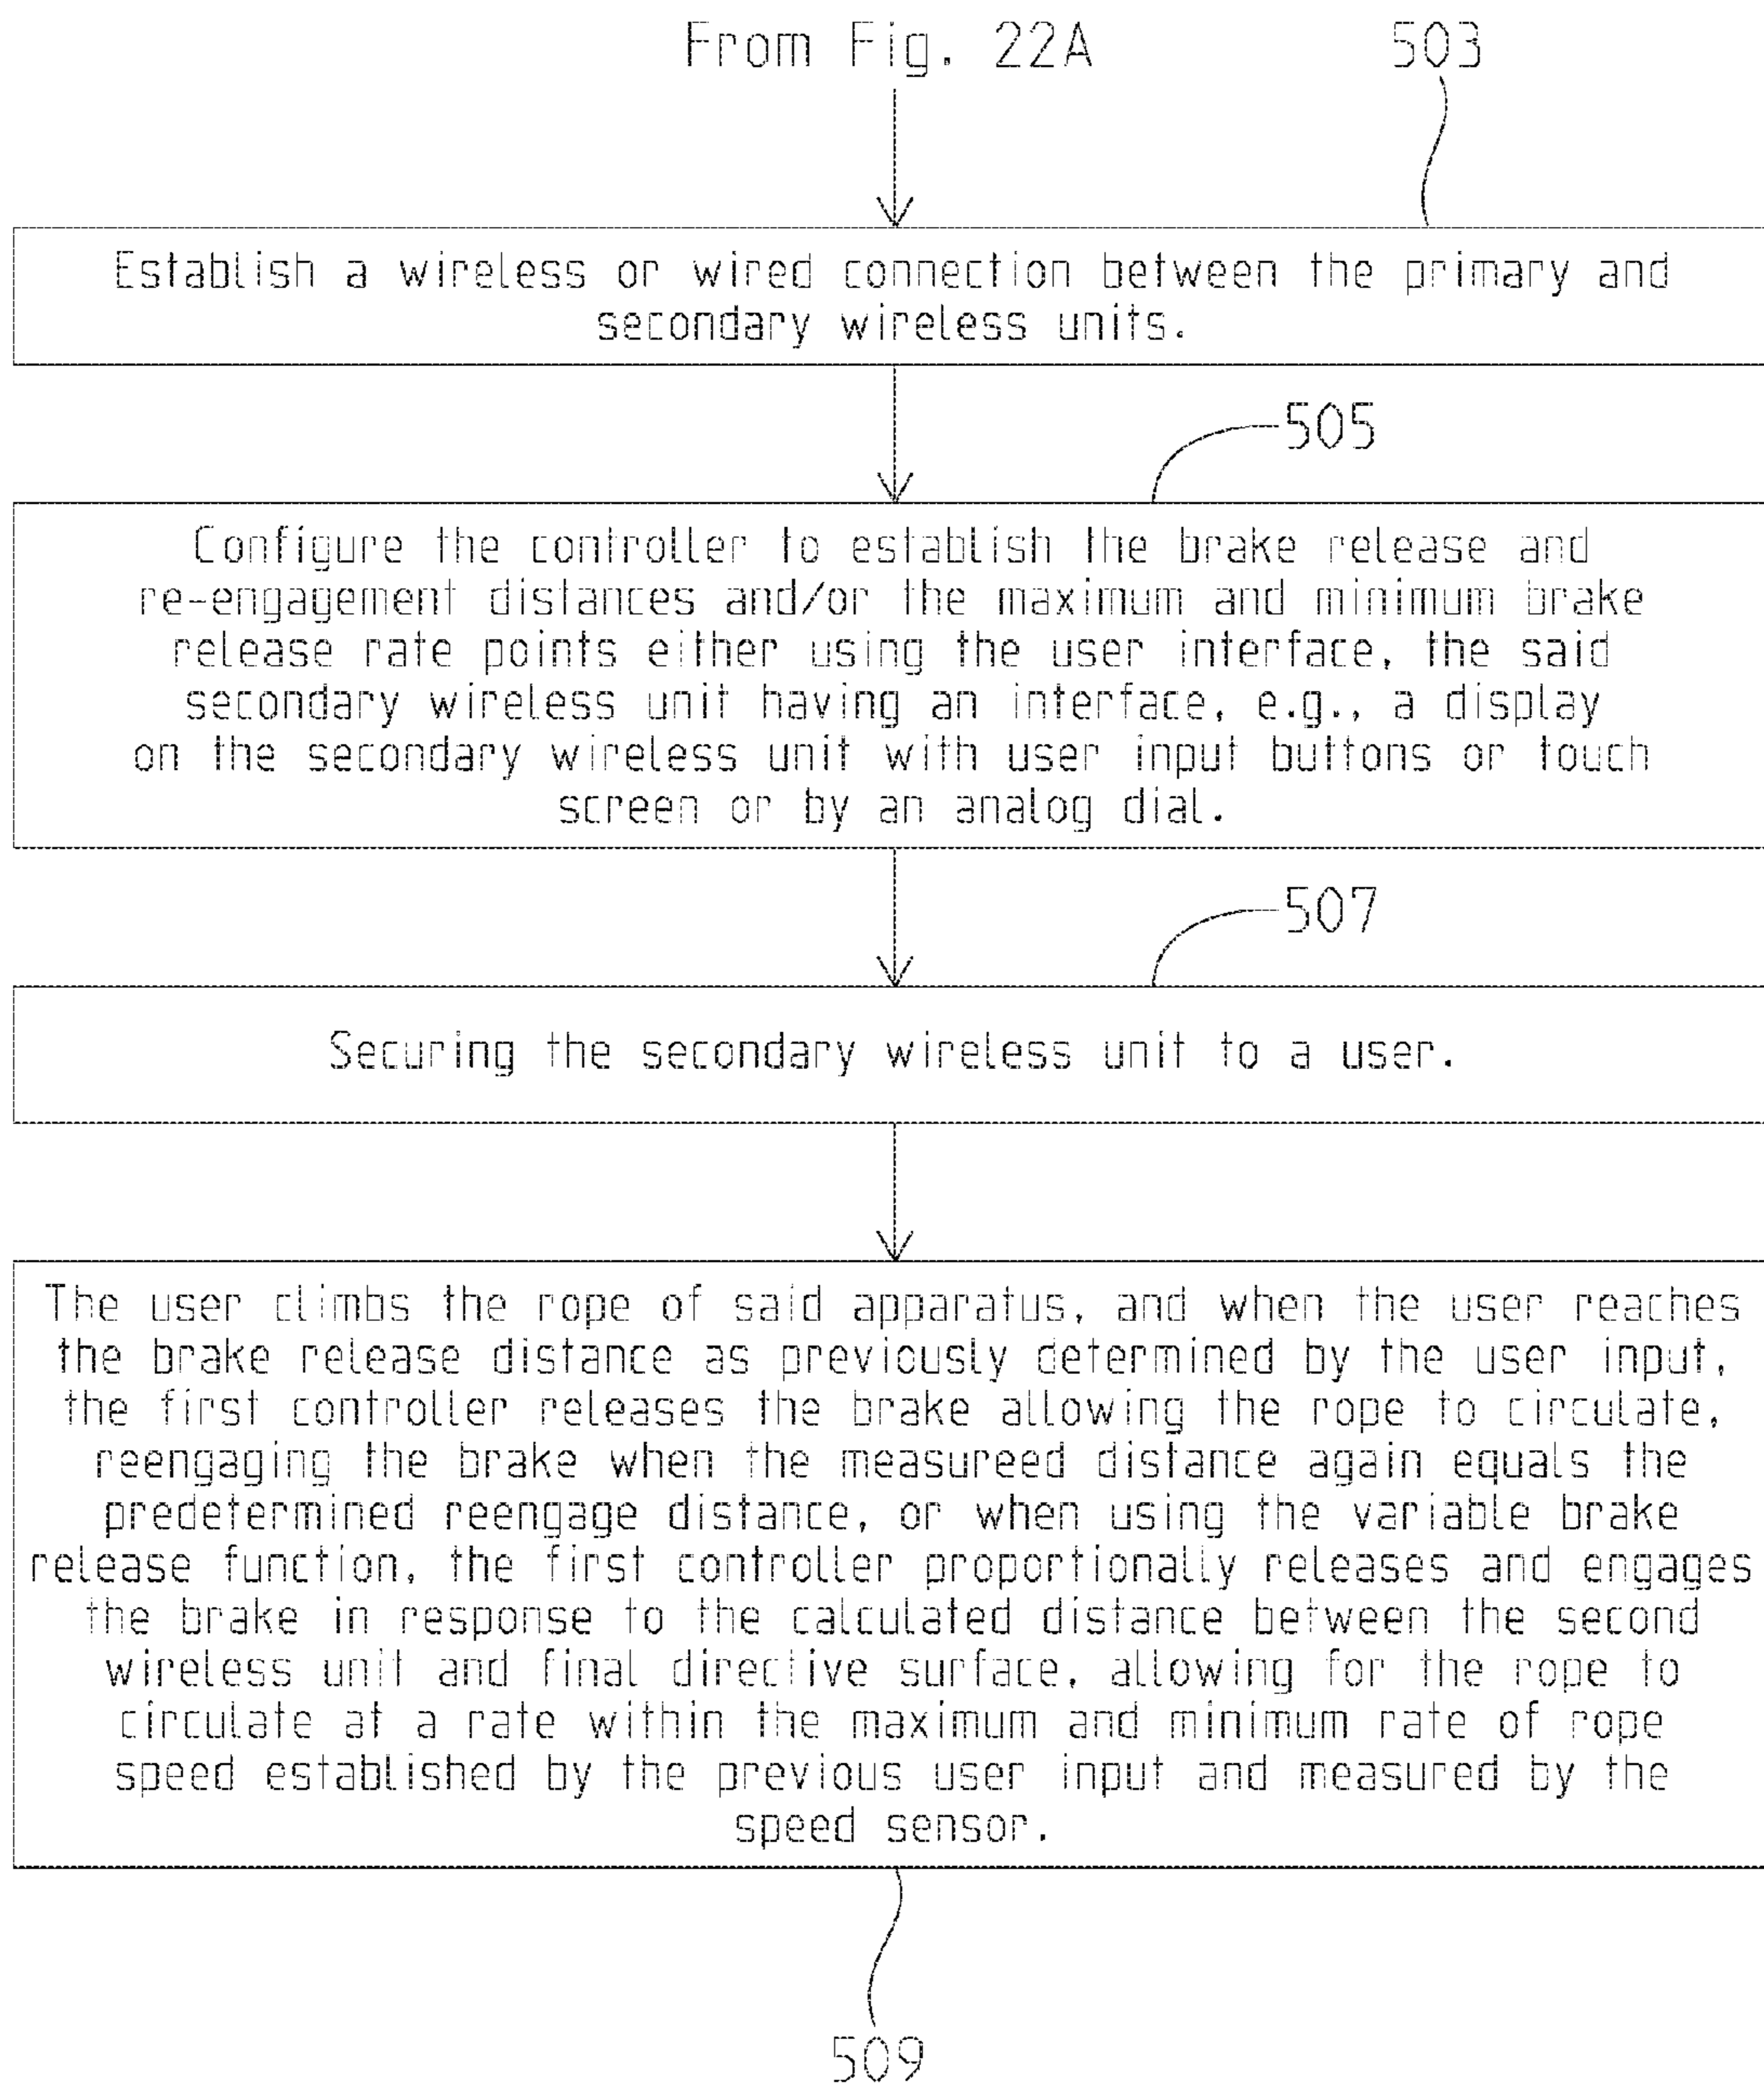 From Fig. 22A
503
Establish a wireless or wired connection between the primary and
secondary wireless units.
505
Configure the controller to establish the brake release and
re-engagement distances and/or the maximum and minimum brake
release rate points either using the user interface, the said
secondary wireless unit having an interface, e.g., a display
on the secondary wireless unit with user input buttons or touch
screen or by an analog dial.
507
Securing the secondary wireless unit to a user.
The user climbs the rope of said apparatus, and when the user reaches
the brake release distance as previously determined by the user input,
the first controller releases the brake allowing the rope to circulate,
reengaging the brake when the measureed distance again equals the
predetermined reengage distance, or when using the variable brake
release function, the first controller proportionally releases and engages
the brake in response to the calculated distance between the second
wireless unit and final directive surface, allowing for the rope to
circulate at a rate within the maximum and minimum rate of rope
speed established by the previous user input and measured by the
speed sensor.
509